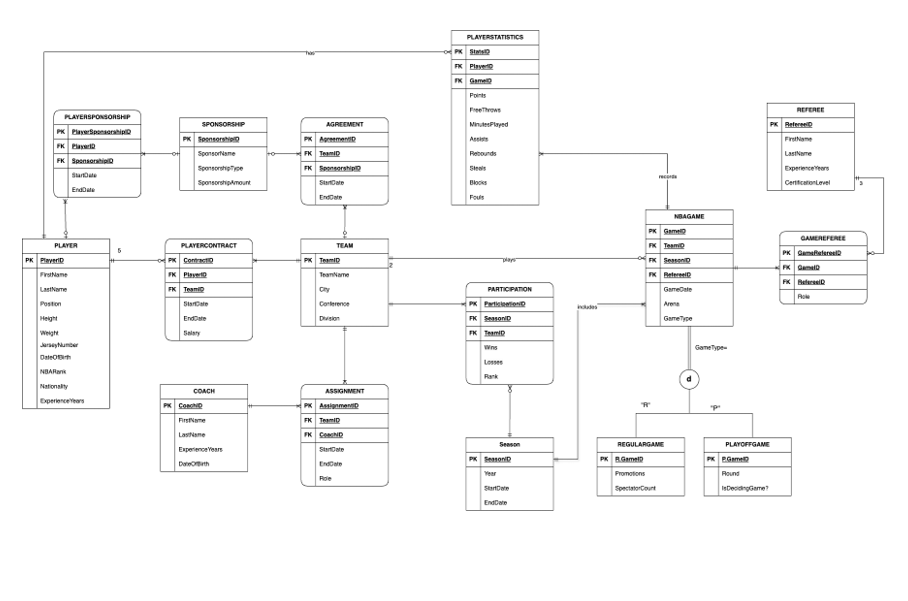 PLAYERSTATISTICS
PK StatsID
FK PlayerID
FK GameID
Points
FreeThrows
MinutesPlayed
Assists
Rebounds
Steals
Blocks
Fouls
has
PLAYERSPONSORSHIP
PK PlayerSponsorshipID
FK PlayerID
FK SponsorshipID
StartDate
EndDate
SPONSORSHIP
PK SponsorshipID
SponsorName
SponsorshipType
SponsorshipAmount
AGREEMENT
PK AgreementID
FK TeamID
FK SponsorshipID
StartDate
EndDate
REFEREE
PK RefereeID
FirstName
LastName
ExperienceYears
CertificationLevel
3
records
PLAYER
PK PlayerID
FirstName
LastName
Position
Height
Weight
JerseyNumber
DateOfBirth
NBARank
Nationality
ExperienceYears
5
PLAYERCONTRACT
PK ContractID
FK PlayerID
FK TeamID
StartDate
EndDate
Salary
TEAM
PK TeamID
TeamName
City
Conference
Division
2
plays
NBAGAME
PK GameID
FK TeamID
FK SeasonID
FK RefereeID
GameDate
Arena
GameType
GAMEREFEREE
PK GameRefereeID
FK GameID
FK RefereeID
Role
PARTICIPATION
PK ParticipationID
FK SeasonID
FK TeamID
Wins
Losses
Rank
includes
GameType=
d
"R"
"P"
COACH
PK CoachID
FirstName
LastName
ExperienceYears
DateOfBirth
ASSIGNMENT
PK AssignmentID
FK TeamID
FK CoachID
StartDate
EndDate
Role
Season
PK SeasonID
Year
StartDate
EndDate
REGULARGAME
PK R.GameID
Promotions
SpectatorCount
PLAYOFFGAME
PK P.GameID
Round
IsDecidingGame?